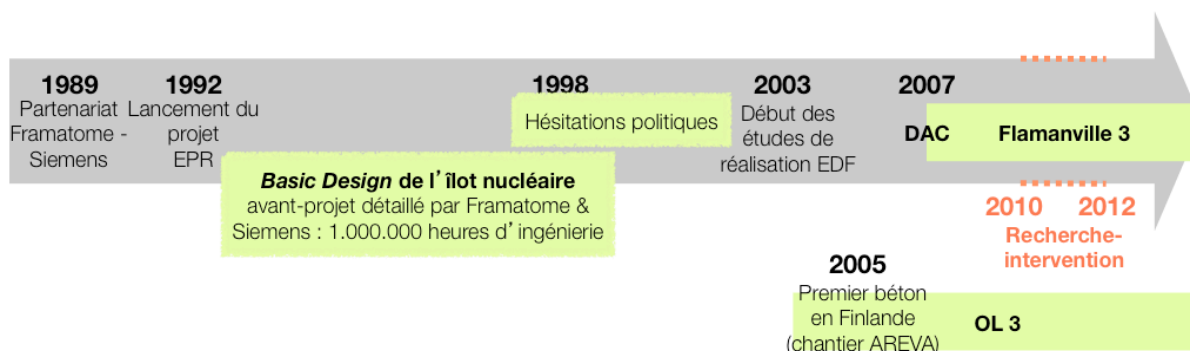 1989
Partenariat
Framatome -
Siemens
1992
Lancement du
projet
EPR
Basic Design de l'îlot nucléaire
avant-projet détaillé par Framatome &
Siemens : 1.000.000 heures d'ingénierie
1998
Hésitations politiques
2003
Début des
études de
réalisation EDF
2007
DAC
Flamanville 3
2010 2012
Recherche-
intervention
2005
Premier béton
en Finlande
(chantier AREVA)
OL 3